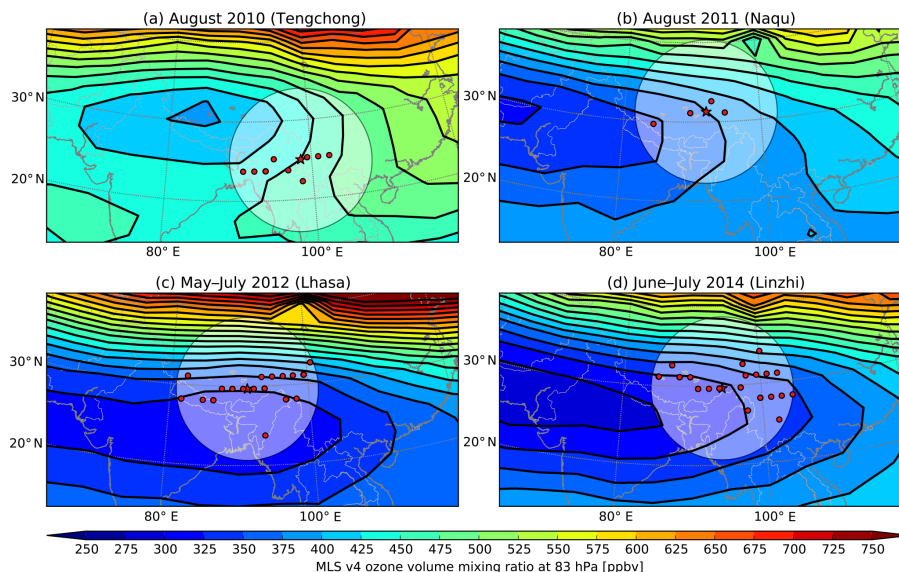 (a) August 2010 (Tengchong)
(b) August 2011 (Naqu)
30° N
20° N
30° N
20° N
80° E
100° E
80° E
100° E
(c) May–July 2012 (Lhasa)
(d) June–July 2014 (Linzhi)
30° N
20° N
30° N
20° N
80° E
100° E
80° E
100° E
250 275 325 350 375 400 425 450 475 500 525 550 575 600 625 650 675 700 725 750
MLS v4 ozone volume mixing ratio at 83 hPa [ppbv]